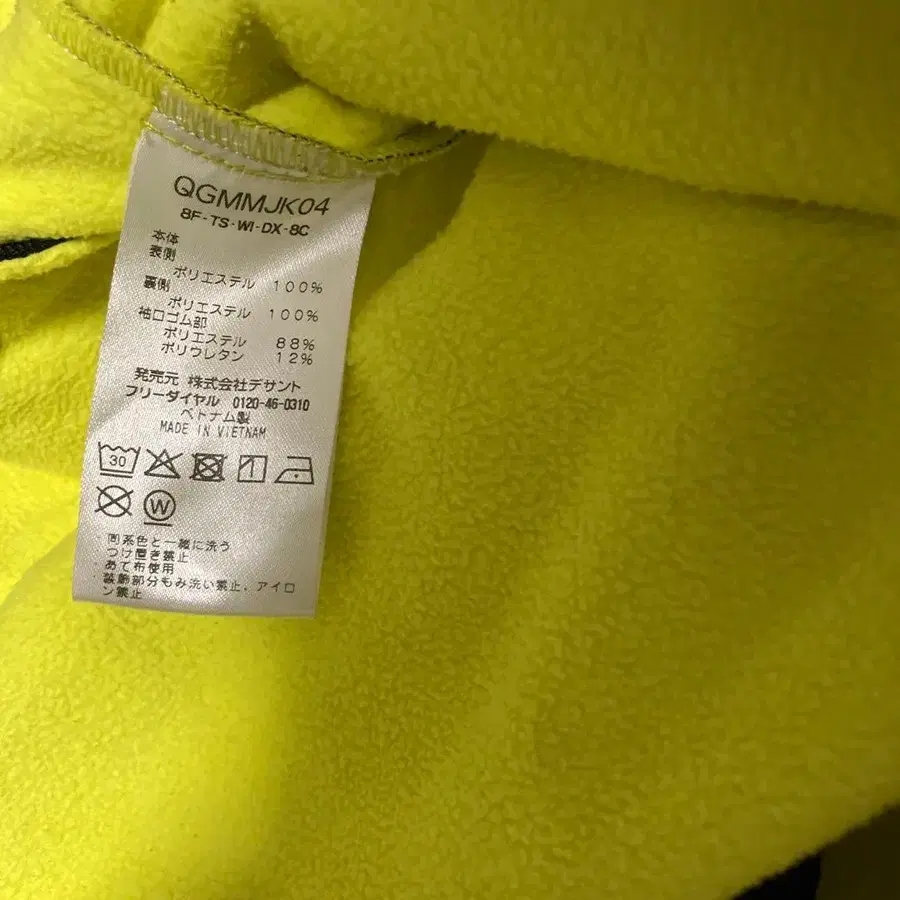 QGMMJK04
8F-TS-WI-DX-8C
本体
表側
ポリエステル 100%
裏側
ポリエステル 100%
袖口ゴム部
ポリエステル 88%
ポリウレタン 12%
発売元 株式会社デサント
フリーダイヤル 0120-46-0310
ベトナム製
MADE IN VIETNAM
30
W
同系色と一緒に洗う
つけ置き禁止
あて布使用
装飾部分もみ洗い禁止，アイロ
ン禁止